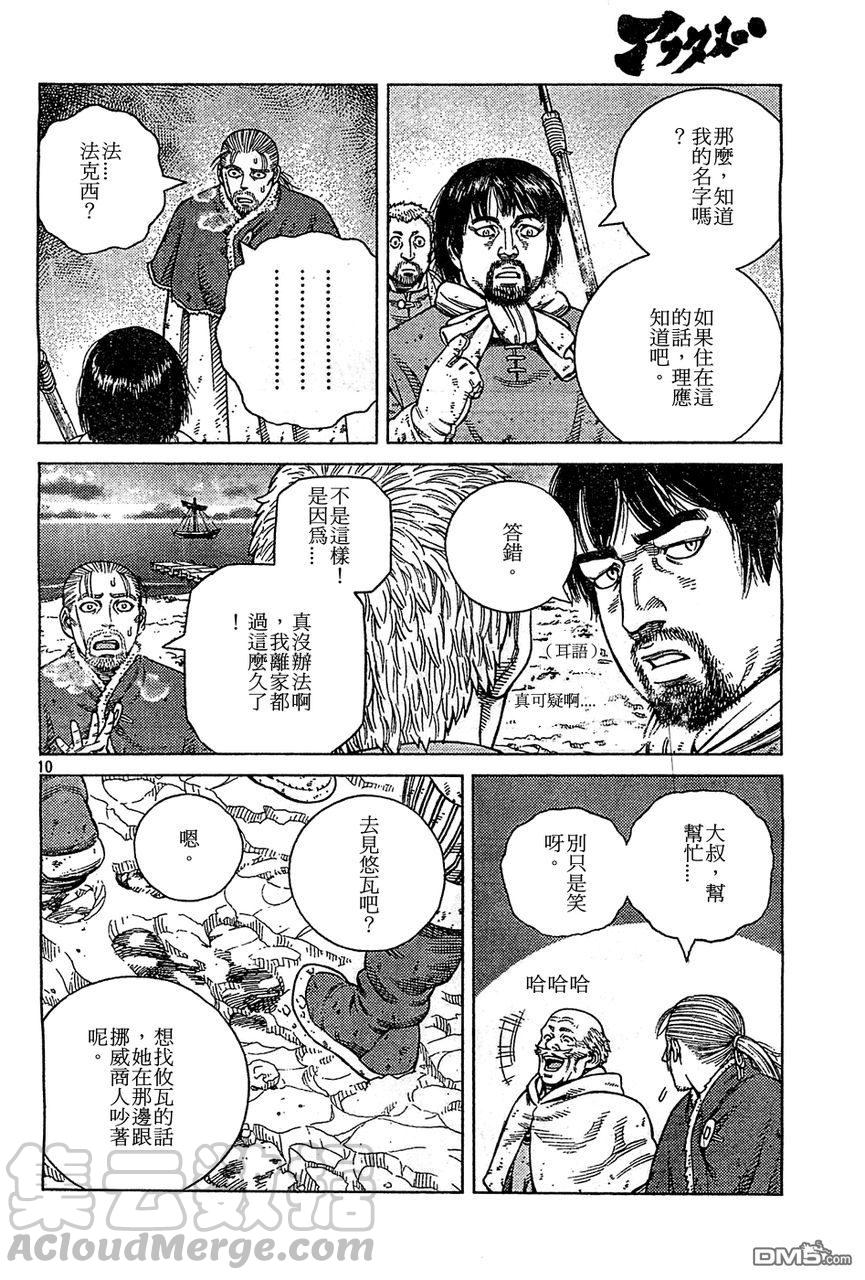 アフタヌーン
那麼，知道
我的名字嗎
？
如果住在這
的話，理應
知道吧。
………
………
………
法……
法克西？
答錯。
（耳語）
真可疑啊....
不是這樣！
是因為……
真沒辦法啊
，我離家都
過這麼久了
！
10
大叔，幫
幫忙……
別只是笑
呀。
哈哈哈
去見悠瓦吧？
嗯。
想找攸瓦的話
，她在那邊跟
挪威商人吵著
呢。
集云数据
AcloudMerge.com
DM5.com